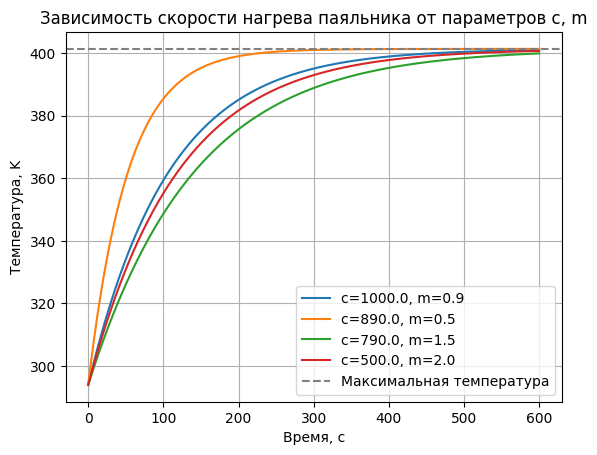 Зависимость скорости нагрева паяльника от параметров c, m
Температура, К
400
380
360
340
320
300
c=1000.0, m=0.9
c=890.0, m=0.5
c=790.0, m=1.5
c=500.0, m=2.0
Максимальная температура
0 100 200 300 400 500 600
Время, с